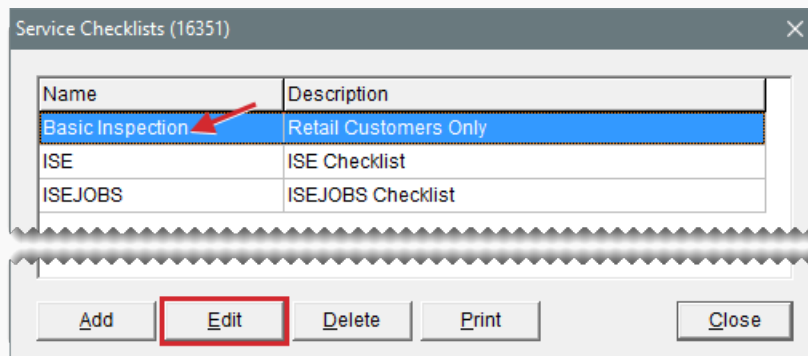 Service Checklists (16351)
Name Description
Basic Inspection Retail Customers Only
ISE ISE Checklist
ISEJOBS ISEJOBS Checklist
Add Edit Delete Print Close